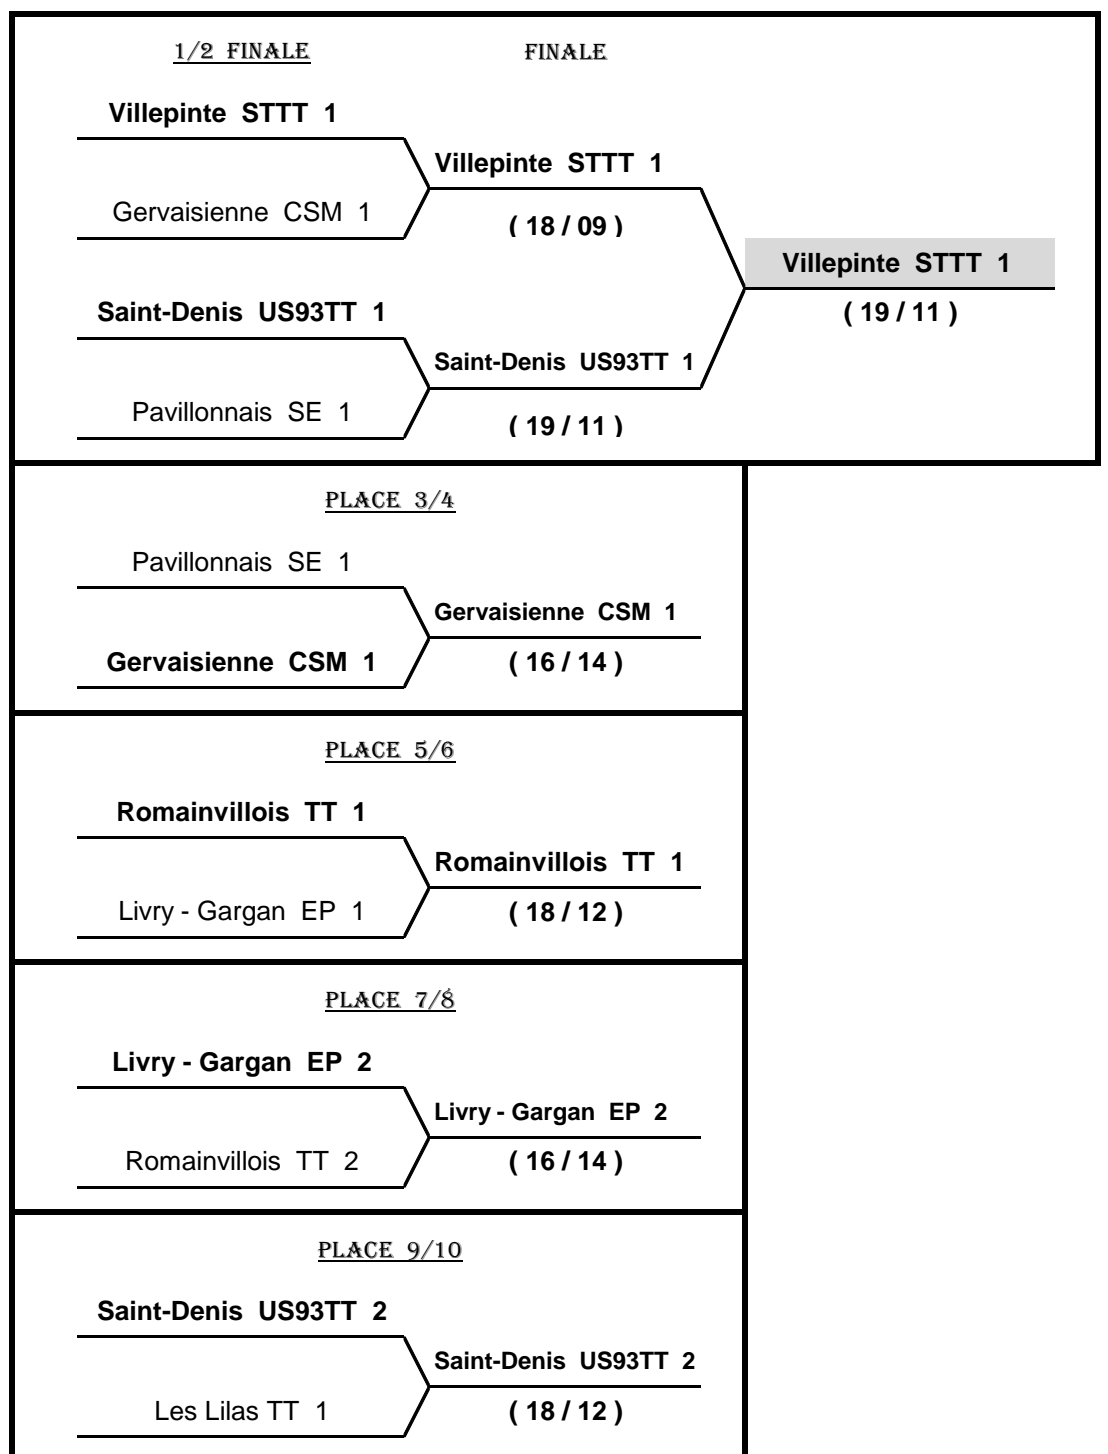 1/2 FINALE
FINALE
Villepinte STTT 1
Villepinte STTT 1
Gervaisienne CSM 1
( 18 / 09 )
Villepinte STTT 1
Saint-Denis US93TT 1
( 19 / 11 )
Saint-Denis US93TT 1
Pavillonnais SE 1
( 19 / 11 )
PLACE 3/4
Pavillonnais SE 1
Gervaisienne CSM 1
Gervaisienne CSM 1
( 16 / 14 )
PLACE 5/6
Romainvillois TT 1
Romainvillois TT 1
Livry - Gargan EP 1
( 18 / 12 )
PLACE 7/8
Livry - Gargan EP 2
Livry - Gargan EP 2
Romainvillois TT 2
( 16 / 14 )
PLACE 9/10
Saint-Denis US93TT 2
Saint-Denis US93TT 2
Les Lilas TT 1
( 18 / 12 )